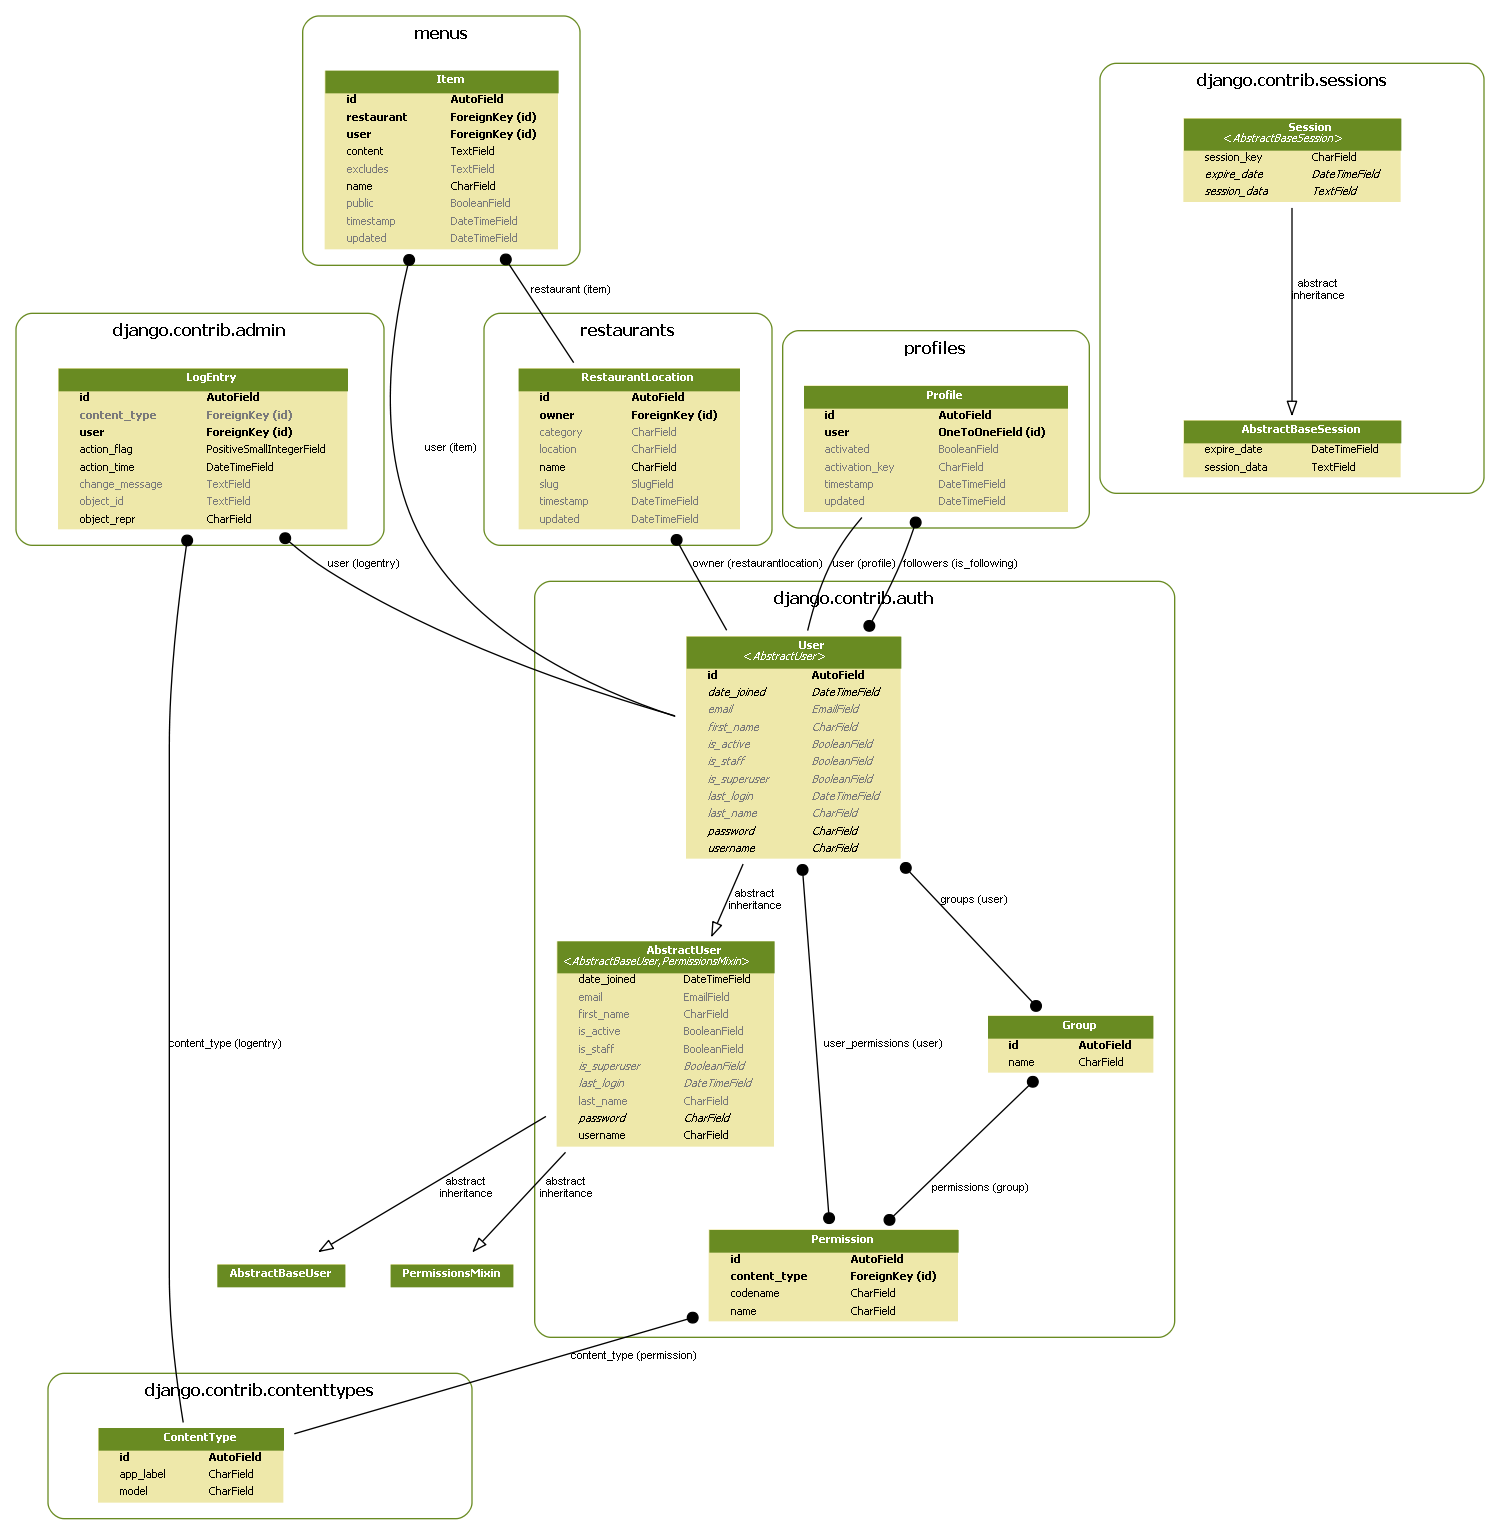 menus
Item
id AutoField
restaurant ForeignKey (id)
user ForeignKey (id)
content TextField
excludes TextField
name CharField
public BooleanField
timestamp DateTimeField
updated DateTimeField
django.contrib.sessions
Session
<AbstractBaseSession>
session_key CharField
expire_date DateTimeField
session_data TextField
abstract
inheritance
AbstractBaseSession
expire_date DateTimeField
session_data TextField
restaurant (item)
user (item)
django.contrib.admin
LogEntry
id AutoField
content_type ForeignKey (id)
user ForeignKey (id)
action_flag PositiveSmallIntegerField
action_time DateTimeField
change_message TextField
object_id TextField
object_repr CharField
restaurants
RestaurantLocation
id AutoField
owner ForeignKey (id)
category CharField
location CharField
name CharField
slug SlugField
timestamp DateTimeField
updated DateTimeField
profiles
Profile
id AutoField
user OneToOneField (id)
activated BooleanField
activation_key CharField
timestamp DateTimeField
updated DateTimeField
user (logentry)
owner (restaurantlocation)
user (profile)
followers (is_following)
django.contrib.auth
User
<AbstractUser>
id AutoField
date_joined DateTimeField
email EmailField
first_name CharField
is_active BooleanField
is_staff BooleanField
is_superuser BooleanField
last_login DateTimeField
last_name CharField
password CharField
username CharField
abstract
inheritance
groups (user)
AbstractUser
<AbstractBaseUser,PermissionsMixin>
date_joined DateTimeField
email EmailField
first_name CharField
is_active BooleanField
is_staff BooleanField
is_superuser BooleanField
last_login DateTimeField
last_name CharField
password CharField
username CharField
content_type (logentry)
user_permissions (user)
Group
id AutoField
name CharField
abstract
inheritance
abstract
inheritance
permissions (group)
AbstractBaseUser
PermissionsMixin
Permission
id AutoField
content_type ForeignKey (id)
codename CharField
name CharField
content_type (permission)
django.contrib.contenttypes
ContentType
id AutoField
app_label CharField
model CharField